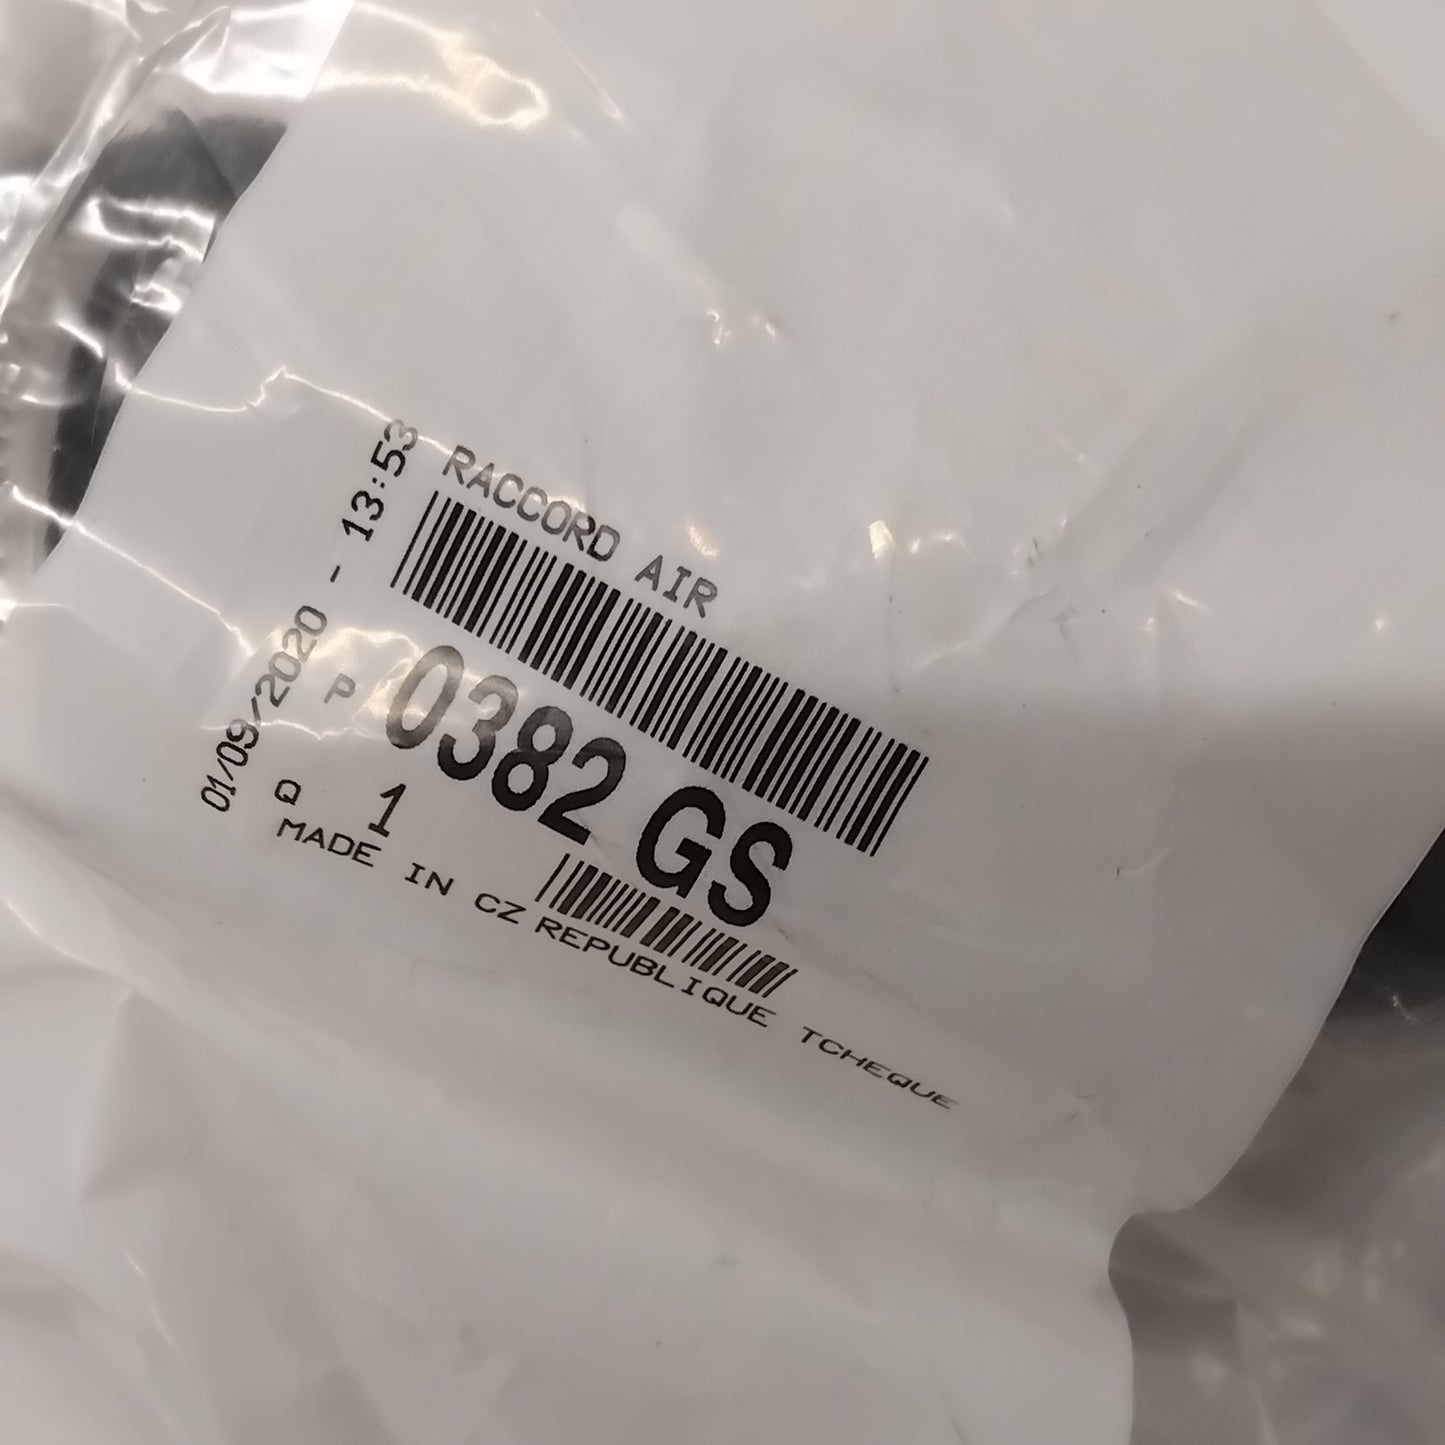 RACCORD AIR
P 0382 GS
Q 1
MADE IN CZ REPUBLIQUE TCHEQUE
01/09/2020 - 13:53